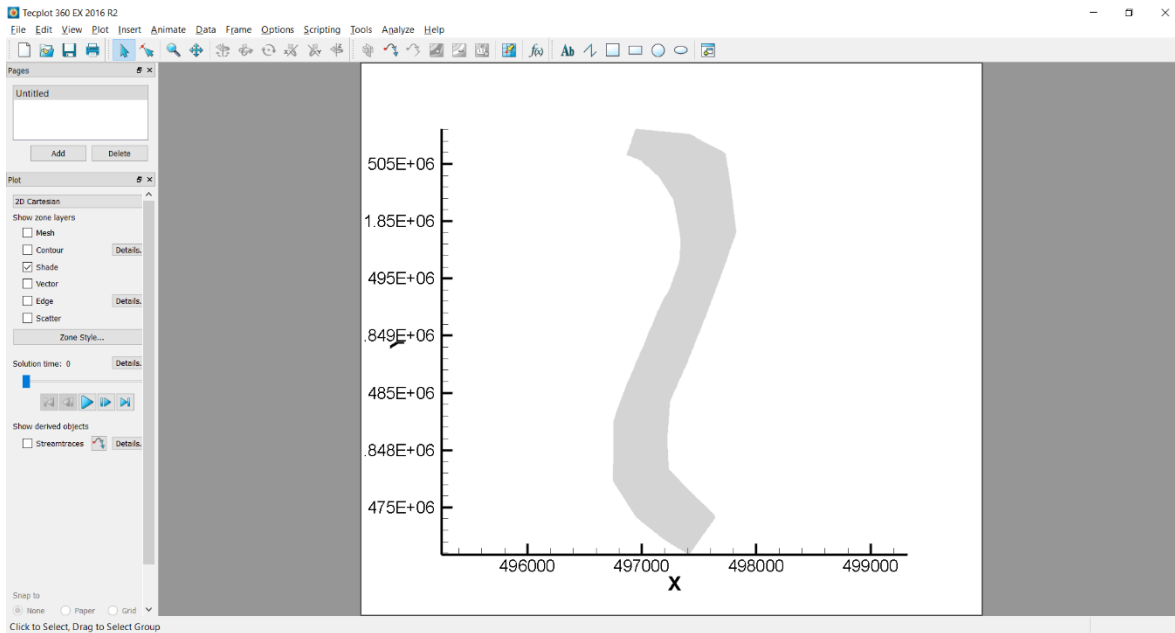 Tecplot 360 EX 2016 R2
File Edit View Plot Insert Animate Data Frame Options Scripting Tools Analyze Help
Ab
Pages
Untitled
Add Delete
Plot
2D Cartesian
Show zone layers
Mesh
Contour Details.
Shade
Vector
Edge Details.
Scatter
Zone Style...
Solution time: 0 Details.
Show derived objects
Streamtraces Details.
Snap to
None Paper Grid
505E+06
1.85E+06
495E+06
.849E+06
Y
485E+06
.848E+06
475E+06
496000 497000 498000 499000
X
Click to Select, Drag to Select Group